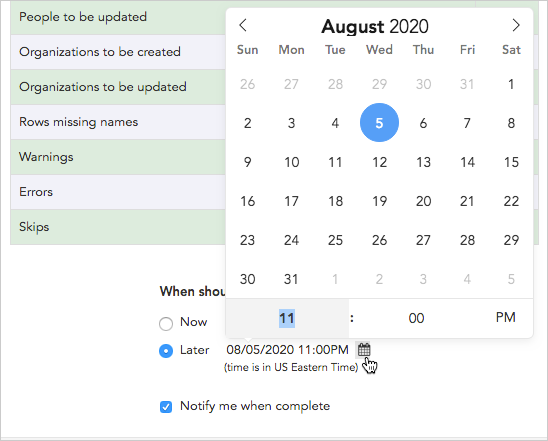 People to be updated
Organizations to be created
Organizations to be updated
Rows missing names
Warnings
Errors
Skips
August 2020
Sun Mon Tue Wed Thu Fri Sat
26 27 28 29 30 31 1
2 3 4 5 6 7 8
9 10 11 12 13 14 15
16 17 18 19 20 21 22
23 24 25 26 27 28 29
30 31 1 2 3 4 5
11 : 00 PM
When shou
Now
Later 08/05/2020 11:00PM
(time is in US Eastern Time)
Notify me when complete